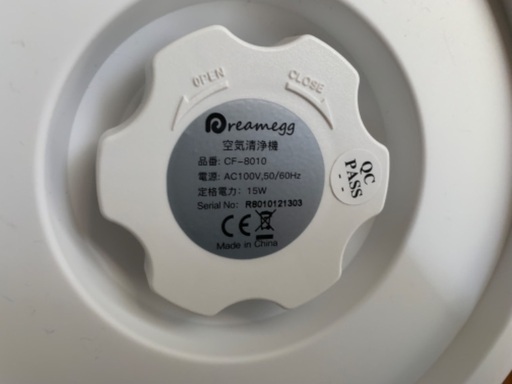 OPEN
CLOSE
Dreamegg
空気清浄機
品番: CF-8010
電源: AC100V,50/60Hz
定格電力: 15W
Serial No: R8010121303
CE
Made in China
QC
PASS